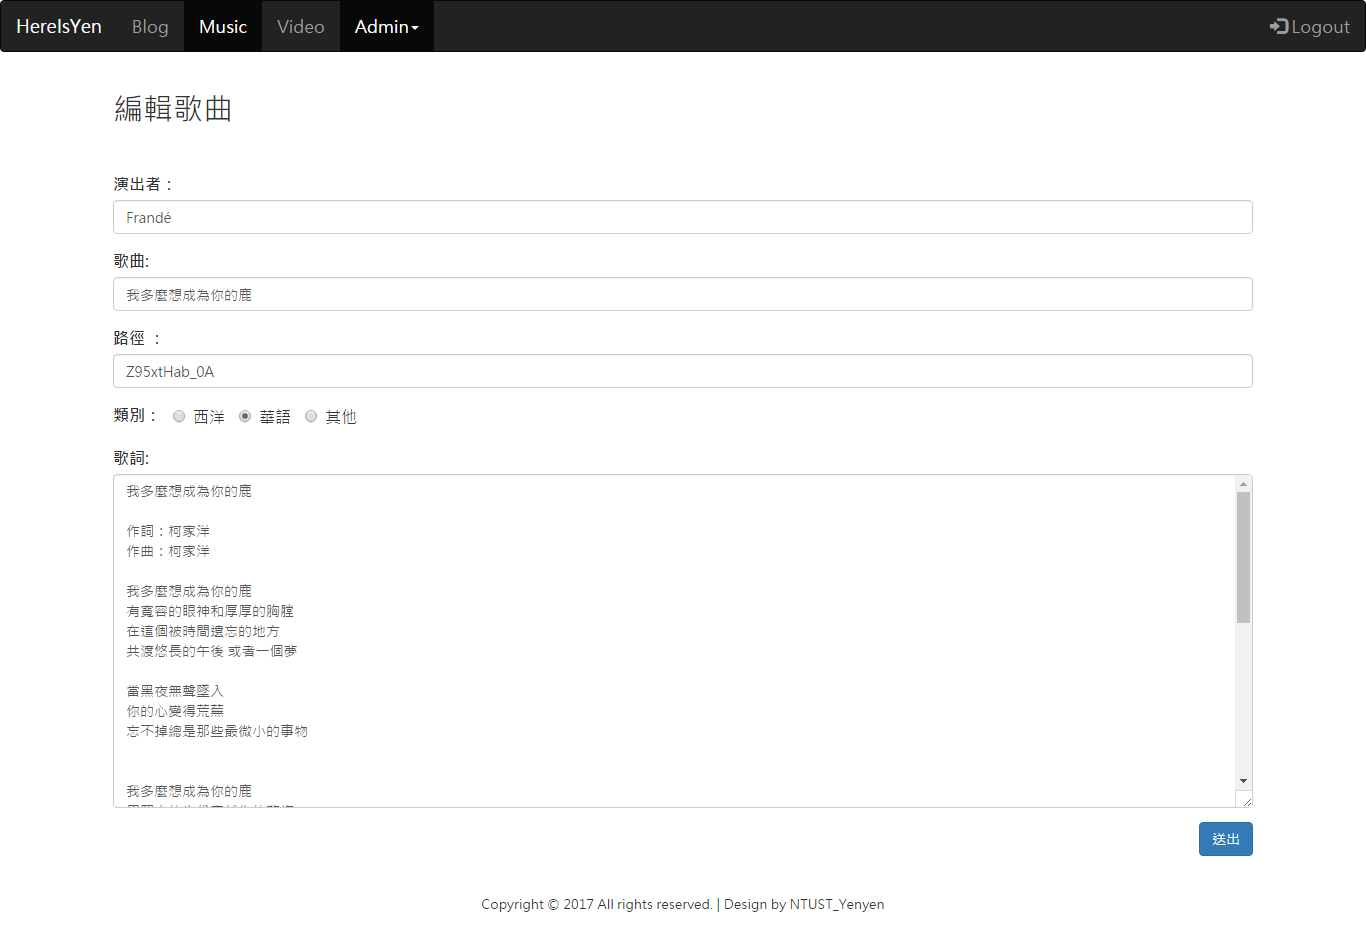 HereIsYen Blog Music Video Admin Logout
編輯歌曲
演出者：
Frandé
歌曲:
我多麼想成為你的鹿
路徑 ：
Z95xtHab_0A
類別： 西洋 華語 其他
歌詞:
我多麼想成為你的鹿
作詞：柯家洋
作曲：柯家洋
我多麼想成為你的鹿
有寬容的眼神和厚厚的胸膛
在這個被時間遺忘的地方
共渡悠長的午後 或者一個夢
當黑夜無聲墜入
你的心變得荒蕪
忘不掉總是那些最微小的事物
我多麼想成為你的鹿
送出
Copyright © 2017 All rights reserved. | Design by NTUST_Yenyen